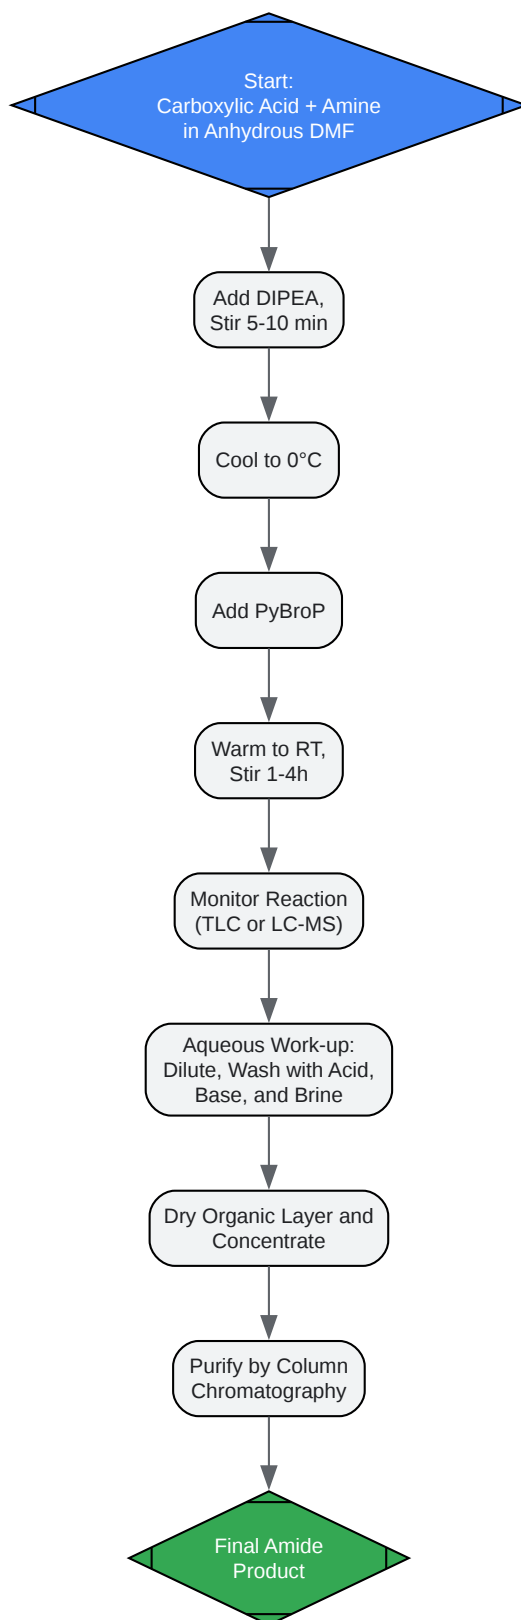 Start:
Carboxylic Acid + Amine
in Anhydrous DMF
Add DIPEA,
Stir 5-10 min
Cool to 0°C
Add PyBroP
Warm to RT,
Stir 1-4h
Monitor Reaction
(TLC or LC-MS)
Aqueous Work-up:
Dilute, Wash with Acid,
Base, and Brine
Dry Organic Layer and
Concentrate
Purify by Column
Chromatography
Final Amide
Product